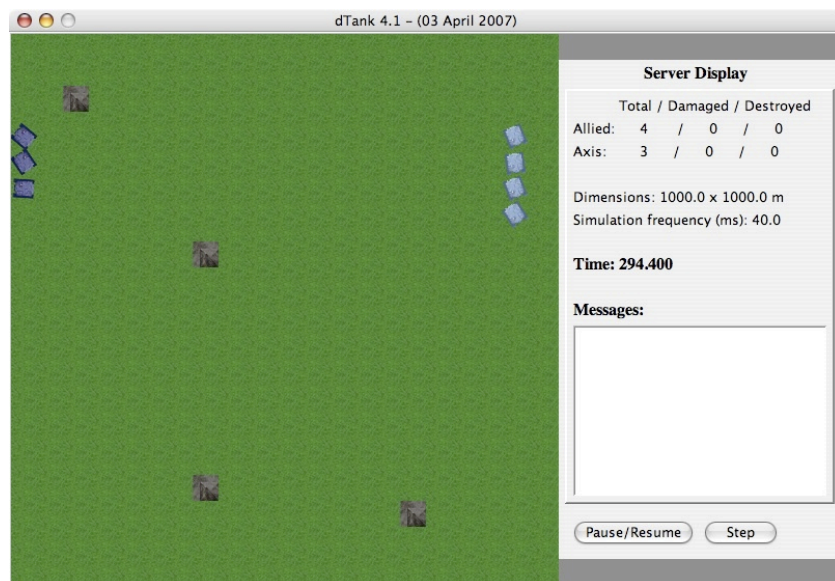 dTank 4.1 - (03 April 2007)
Server Display
Total / Damaged / Destroyed
Allied: 4 / 0 / 0
Axis: 3 / 0 / 0
Dimensions: 1000.0 x 1000.0 m
Simulation frequency (ms): 40.0
Time: 294.400
Messages:
Pause/Resume Step